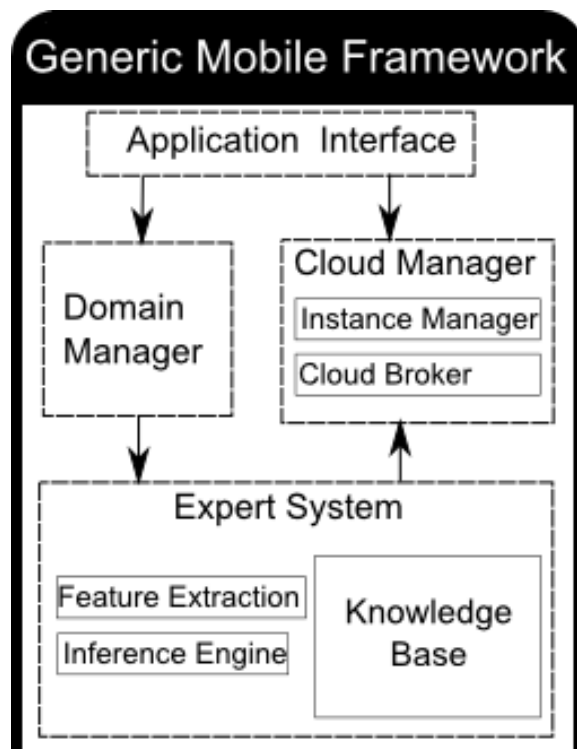 Generic Mobile Framework
Application Interface
Domain
Manager
Cloud Manager
Instance Manager
Cloud Broker
Expert System
Feature Extraction
Inference Engine
Knowledge
Base